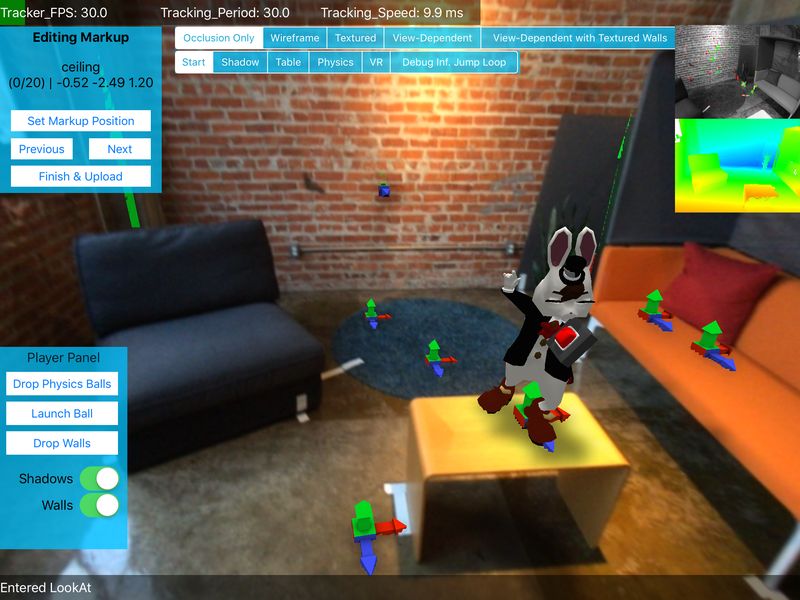 Tracker_FPS: 30.0 Tracking_Period: 30.0 Tracking_Speed: 9.9 ms
Editing Markup
ceiling
(0/20) | -0.52 -2.49 1.20
Set Markup Position
Previous Next
Finish & Upload
Occlusion Only Wireframe Textured View-Dependent View-Dependent with Textured Walls
Start Shadow Table Physics VR Debug Inf. Jump Loop
Player Panel
Drop Physics Balls
Launch Ball
Drop Walls
Shadows
Walls
Entered LookAt